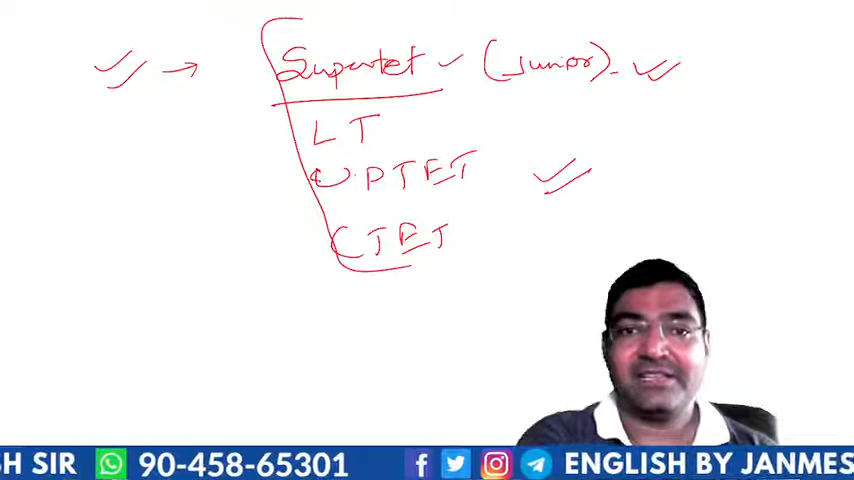 Supertet (Junior).
LT
UPTET
CTET
SH SIR 90-458-65301 ENGLISH BY JANMES